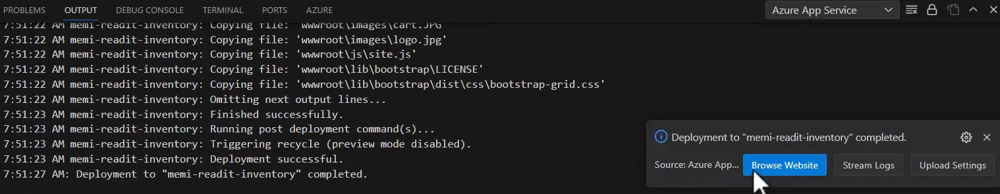 PROBLEMS OUTPUT DEBUG CONSOLE TERMINAL PORTS AZURE Azure App Service
7:51:22 AM memi-readit-inventory: Copying file: 'wwwroot\images\cart.JPG'
7:51:22 AM memi-readit-inventory: Copying file: 'wwwroot\images\logo.jpg'
7:51:22 AM memi-readit-inventory: Copying file: 'wwwroot\js\site.js'
7:51:22 AM memi-readit-inventory: Copying file: 'wwwroot\lib\bootstrap\LICENSE'
7:51:22 AM memi-readit-inventory: Copying file: 'wwwroot\lib\bootstrap\dist\css\bootstrap-grid.css'
7:51:22 AM memi-readit-inventory: Omitting next output lines...
7:51:23 AM memi-readit-inventory: Finished successfully.
7:51:23 AM memi-readit-inventory: Running post deployment command(s)...
7:51:23 AM memi-readit-inventory: Triggering recycle (preview mode disabled).
7:51:23 AM memi-readit-inventory: Deployment successful.
7:51:27 AM: Deployment to "memi-readit-inventory" completed.
Deployment to "memi-readit-inventory" completed.
Source: Azure App... Browse Website Stream Logs Upload Settings